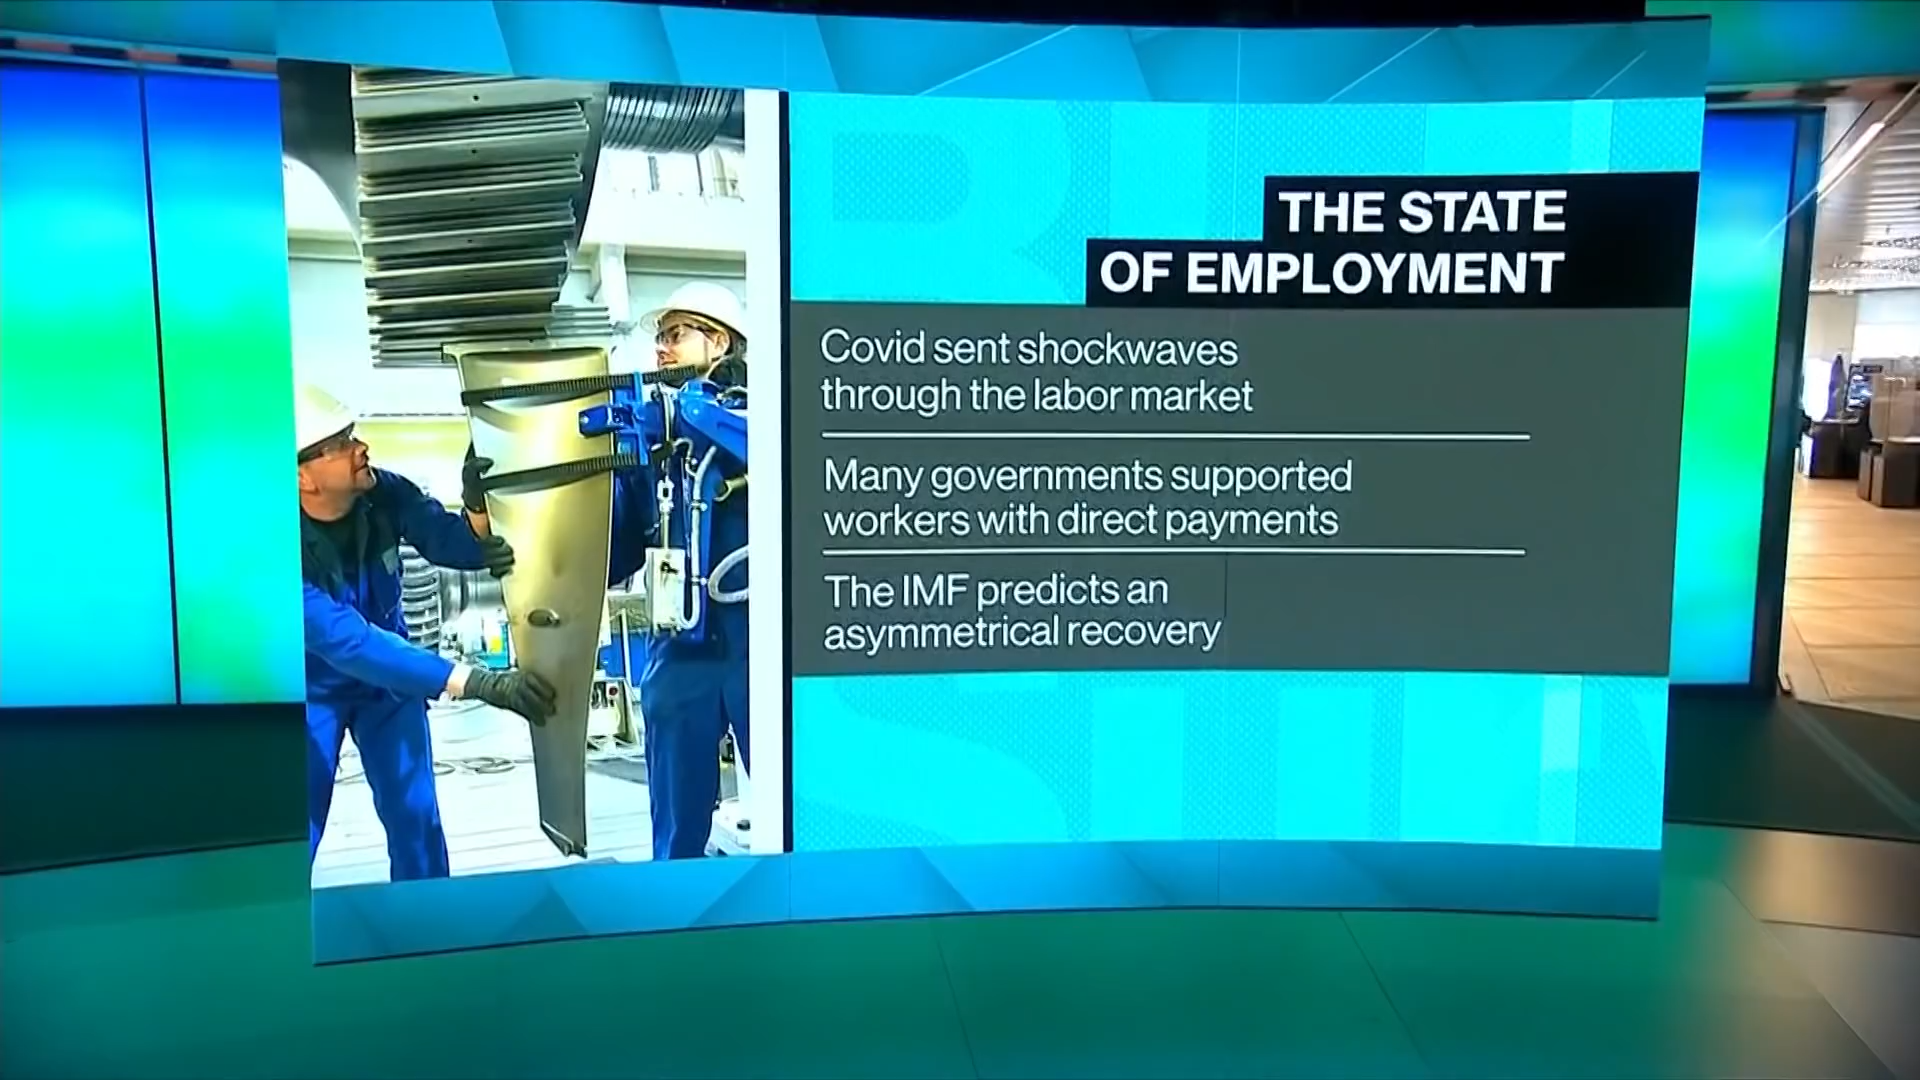 THE STATE
OF EMPLOYMENT
Covid sent shockwaves
through the labor market
Many governments supported
workers with direct payments
The IMF predicts an
asymmetrical recovery